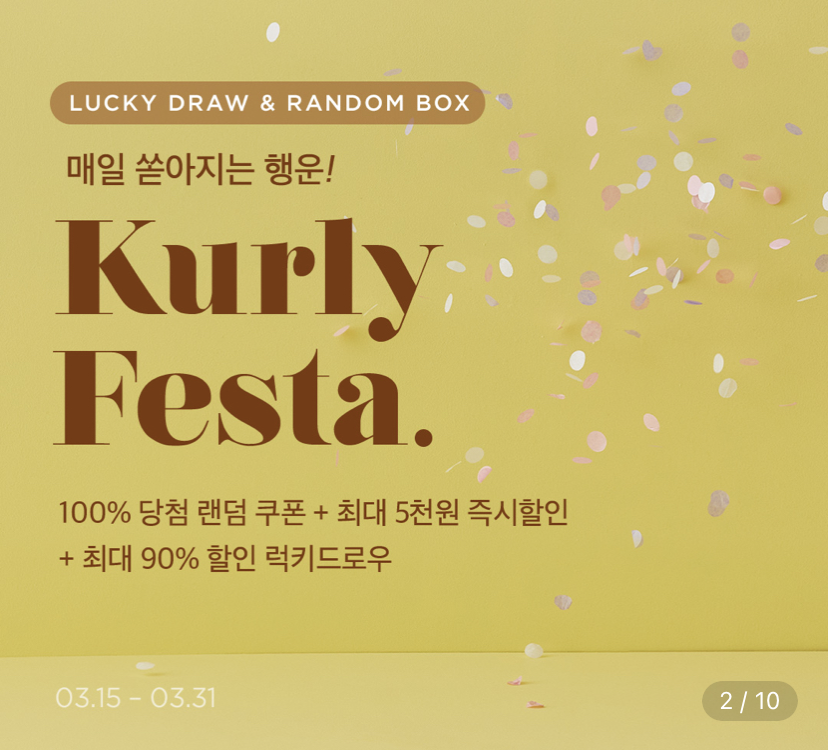 LUCKY DRAW & RANDOM BOX
매일 쏟아지는 행운!
Kurly
Festa.
100% 당첨 랜덤 쿠폰 + 최대 5천원 즉시할인
+ 최대 90% 할인 럭키드로우
03.15 – 03.31
2 / 10